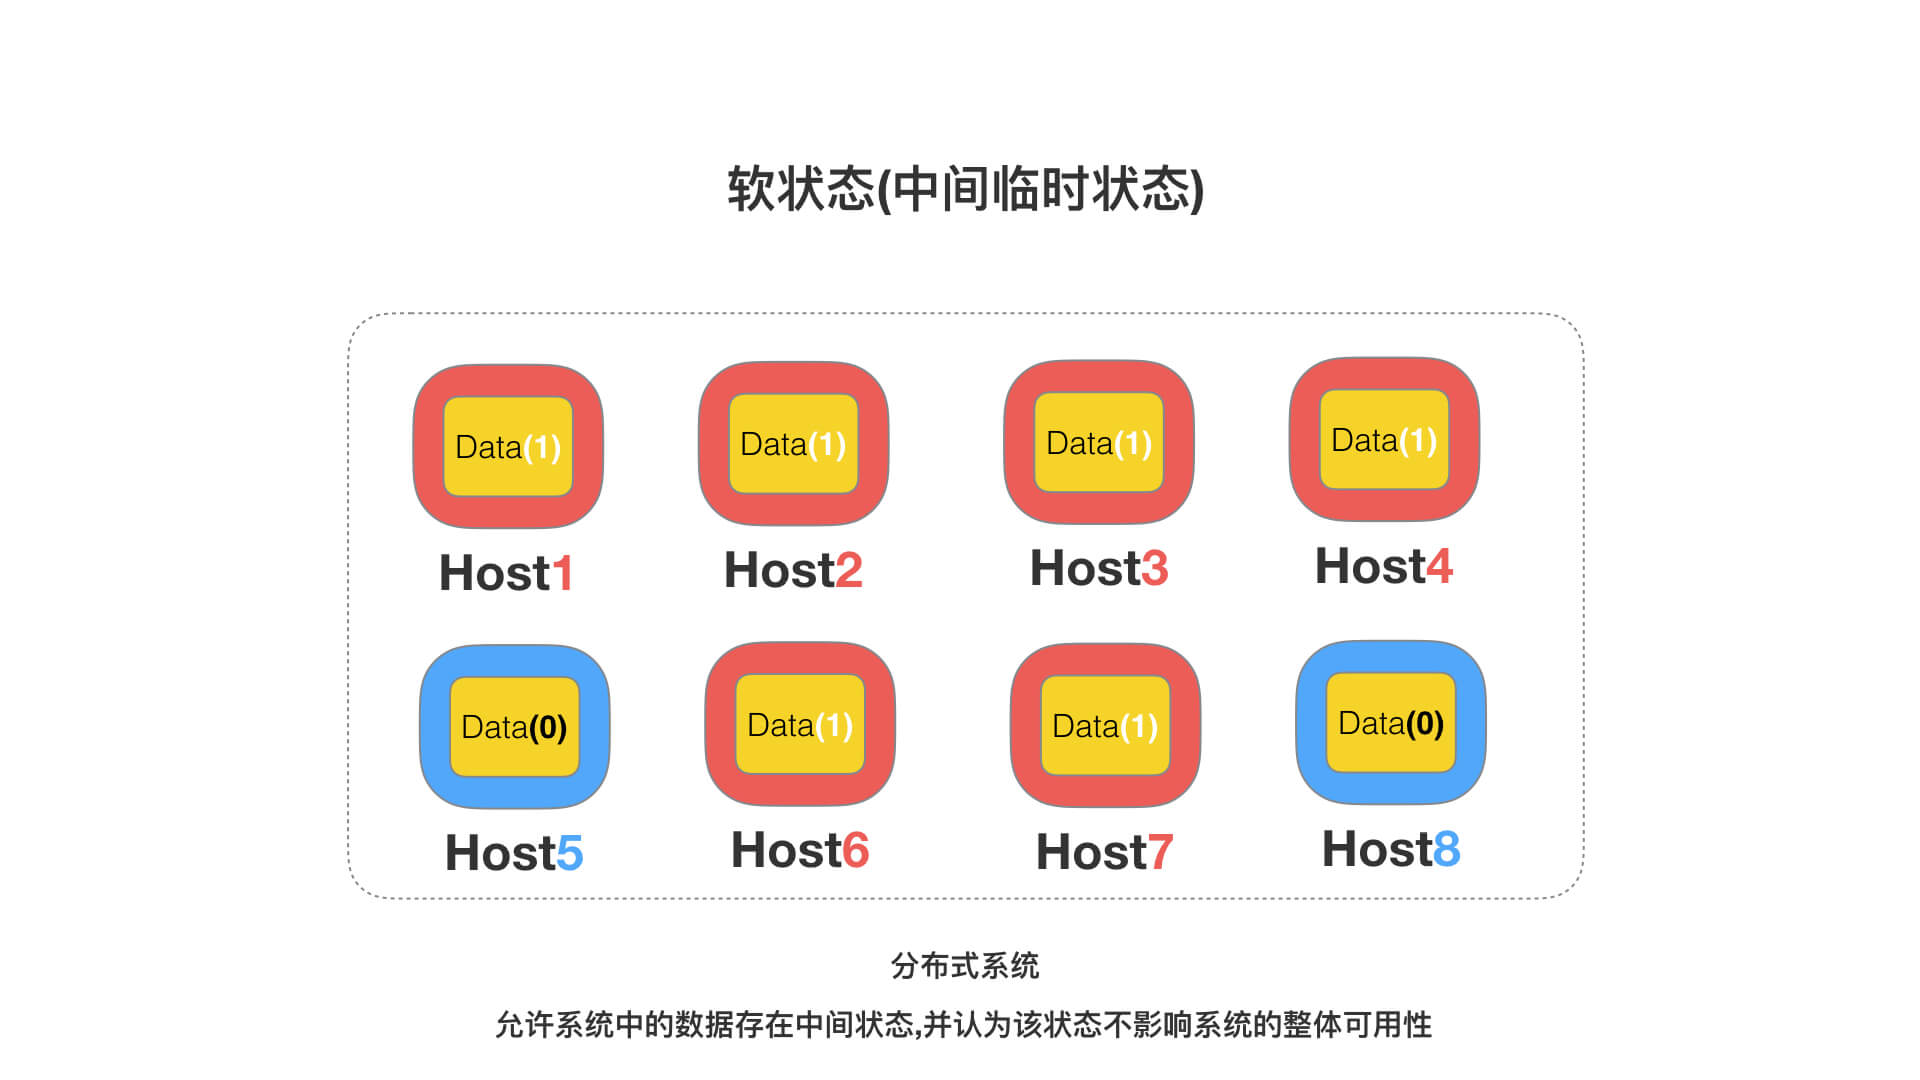 软状态(中间临时状态)
Data(1) Data(1) Data(1) Data(1)
Host1 Host2 Host3 Host4
Data(0) Data(1) Data(1) Data(0)
Host5 Host6 Host7 Host8
分布式系统
允许系统中的数据存在中间状态,并认为该状态不影响系统的整体可用性